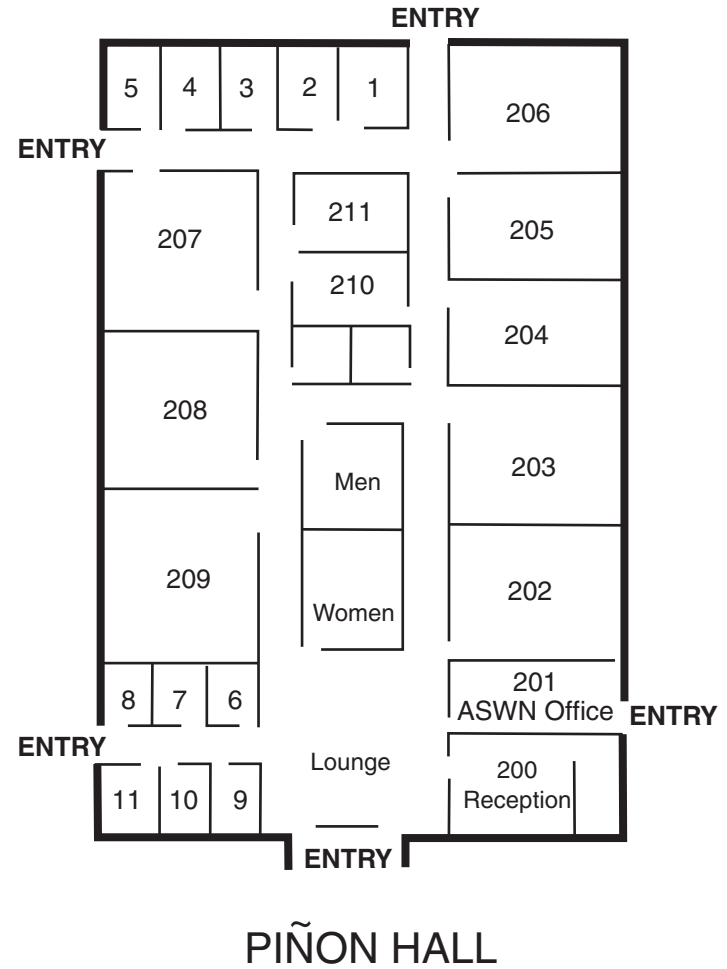 ENTRY
5
4
3
2
1
206
ENTRY
211
205
207
210
204
208
203
Men
209
202
Women
8
7
6
201
ASWN Office
ENTRY
ENTRY
Lounge
200
Reception
11
10
9
ENTRY
PIÑON HALL